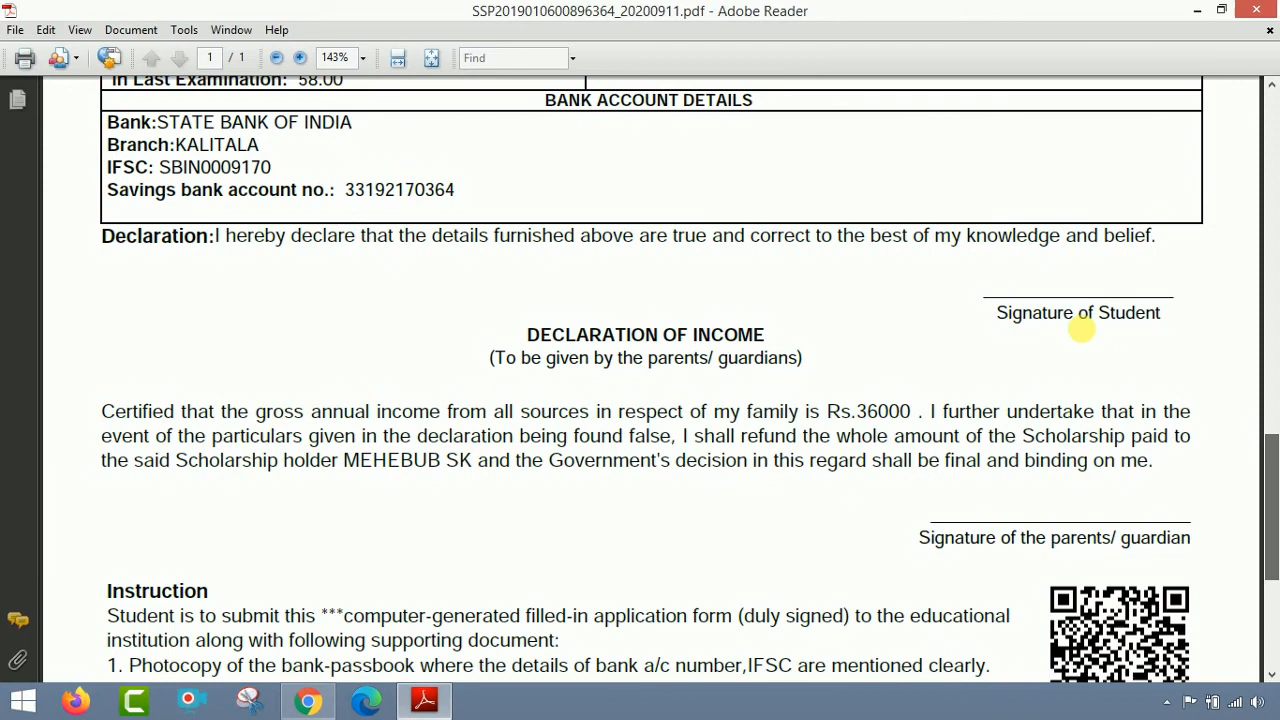 SSP2019010600896364_20200911.pdf - Adobe Reader
File Edit View Document Tools Window Help
1 / 1 143% Find
in Last Examination: 58.00
BANK ACCOUNT DETAILS
Bank:STATE BANK OF INDIA
Branch:KALITALA
IFSC: SBIN0009170
Savings bank account no.: 33192170364
Declaration:I hereby declare that the details furnished above are true and correct to the best of my knowledge and belief.
Signature of Student
DECLARATION OF INCOME
(To be given by the parents/ guardians)
Certified that the gross annual income from all sources in respect of my family is Rs.36000 . I further undertake that in the
event of the particulars given in the declaration being found false, I shall refund the whole amount of the Scholarship paid to
the said Scholarship holder MEHEBUB SK and the Government's decision in this regard shall be final and binding on me.
Signature of the parents/ guardian
Instruction
Student is to submit this ***computer-generated filled-in application form (duly signed) to the educational
institution along with following supporting document:
1. Photocopy of the bank-passbook where the details of bank a/c number,IFSC are mentioned clearly.